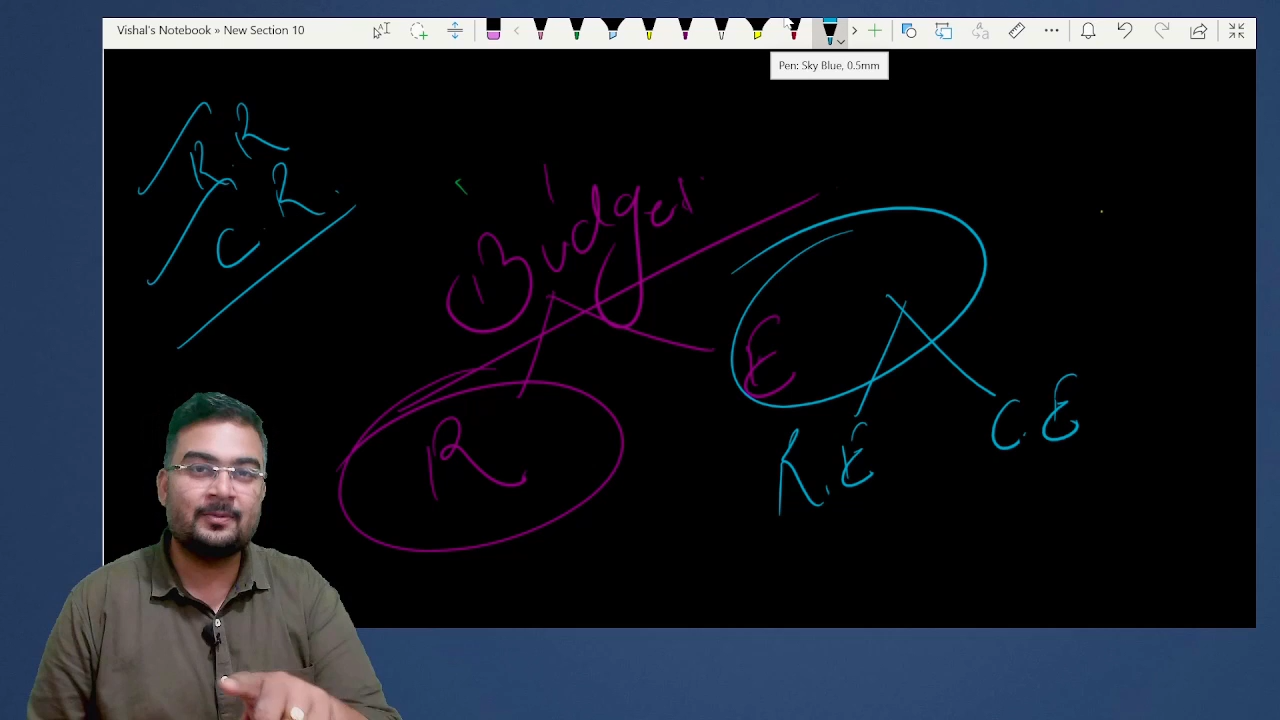 Vishal's Notebook » New Section 10
Pen: Sky Blue, 0.5mm
R.R
C.R.
Budget
R
E
R.E
C.E